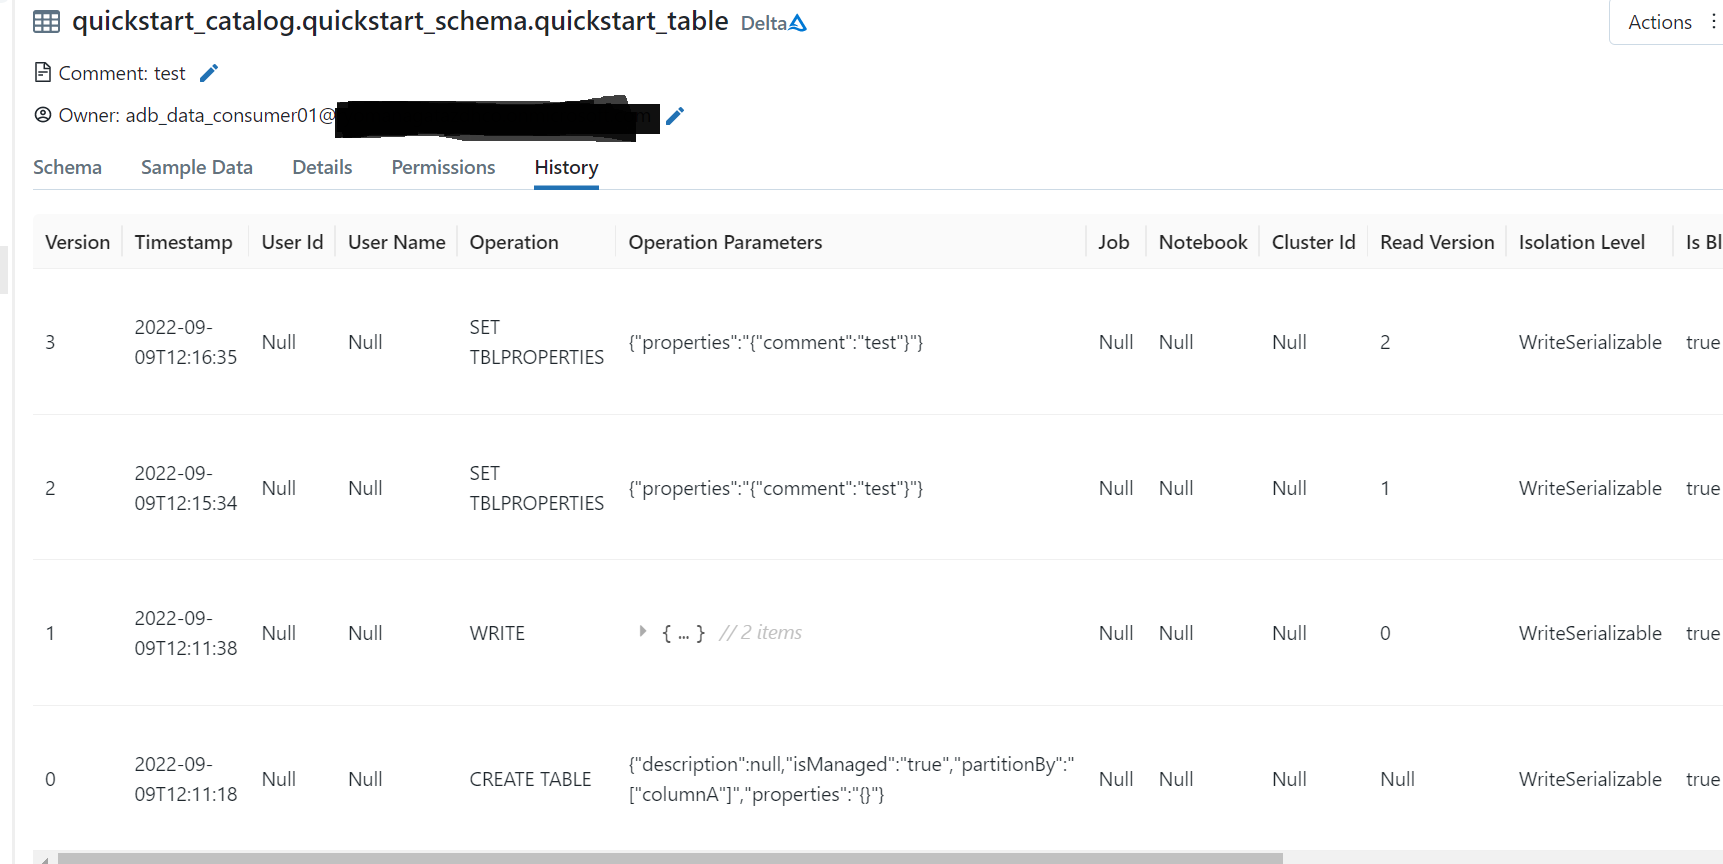 quickstart_catalog.quickstart_schema.quickstart_table Delta
Actions
Comment: test
Owner: adb_data_consumer01@
Schema Sample Data Details Permissions History
Version Timestamp User Id User Name Operation Operation Parameters Job Notebook Cluster Id Read Version Isolation Level Is Bl
3 2022-09-09T12:16:35 Null Null SET TBLPROPERTIES {"properties":"{"comment":"test"}"} Null Null Null 2 WriteSerializable true
2 2022-09-09T12:15:34 Null Null SET TBLPROPERTIES {"properties":"{"comment":"test"}"} Null Null Null 1 WriteSerializable true
1 2022-09-09T12:11:38 Null Null WRITE { ... } // 2 items Null Null Null 0 WriteSerializable true
0 2022-09-09T12:11:18 Null Null CREATE TABLE {"description":null,"isManaged":"true","partitionBy":"["columnA"]","properties":"{}"} Null Null Null Null WriteSerializable true